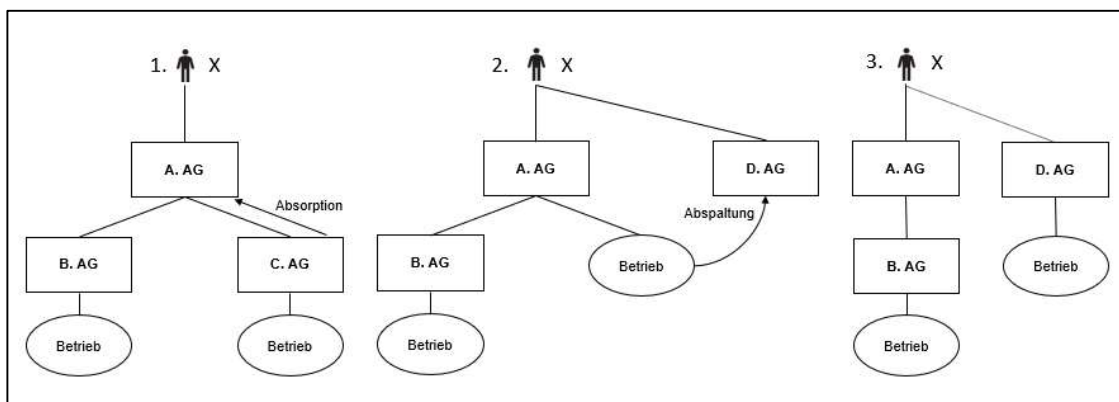 1. X
2. X
3. X
A. AG
A. AG
D. AG
A. AG
D. AG
Absorption
Abspaltung
B. AG
C. AG
B. AG
Betrieb
B. AG
Betrieb
Betrieb
Betrieb
Betrieb
Betrieb